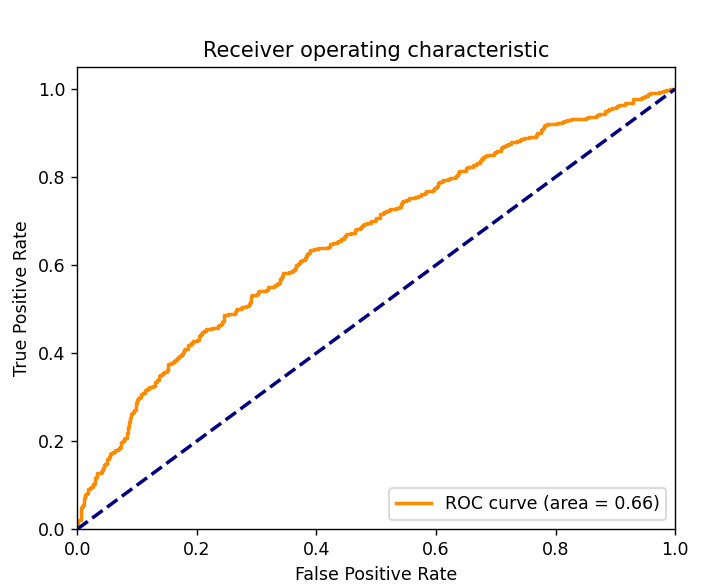 Receiver operating characteristic
True Positive Rate
1.0
0.8
0.6
0.4
0.2
0.0
ROC curve (area = 0.66)
0.0 0.2 0.4 0.6 0.8 1.0
False Positive Rate